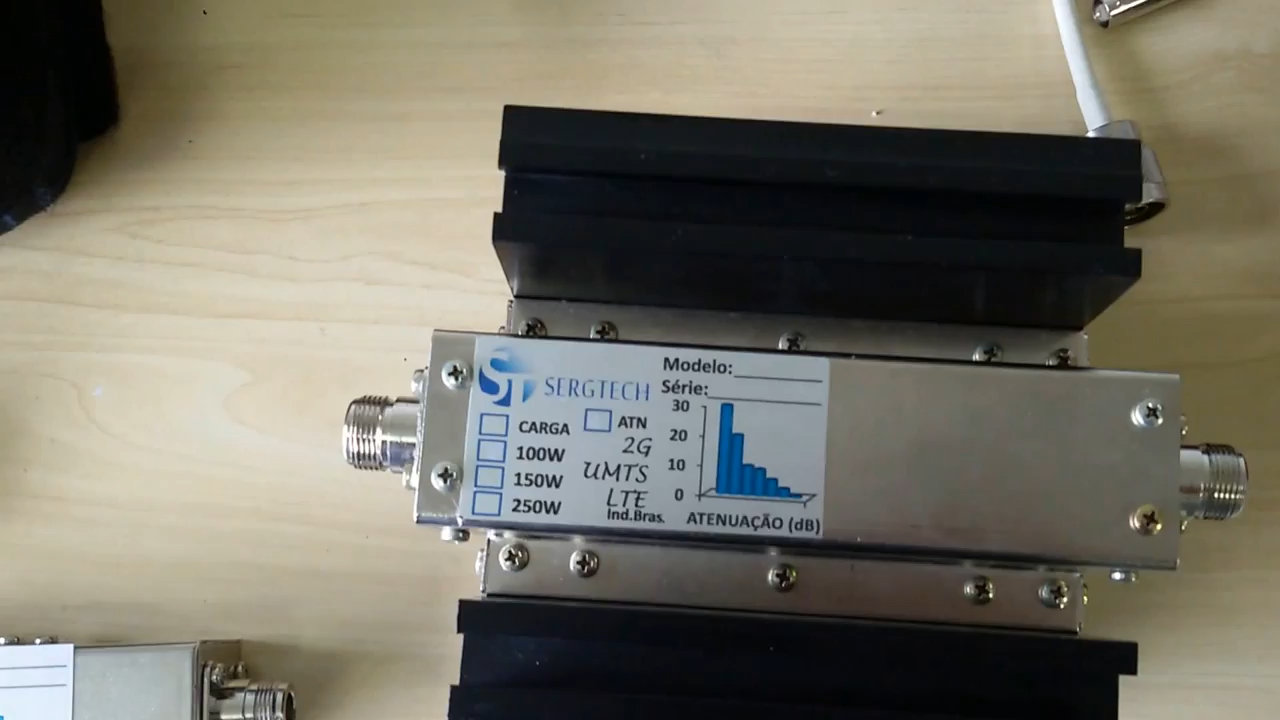 ST SERGTECH
Modelo:
Série:
CARGA
ATN
100W
2G
150W
UMTS
250W
LTE
Ind.Bras.
30
20
10
0
ATENUAÇÃO (dB)